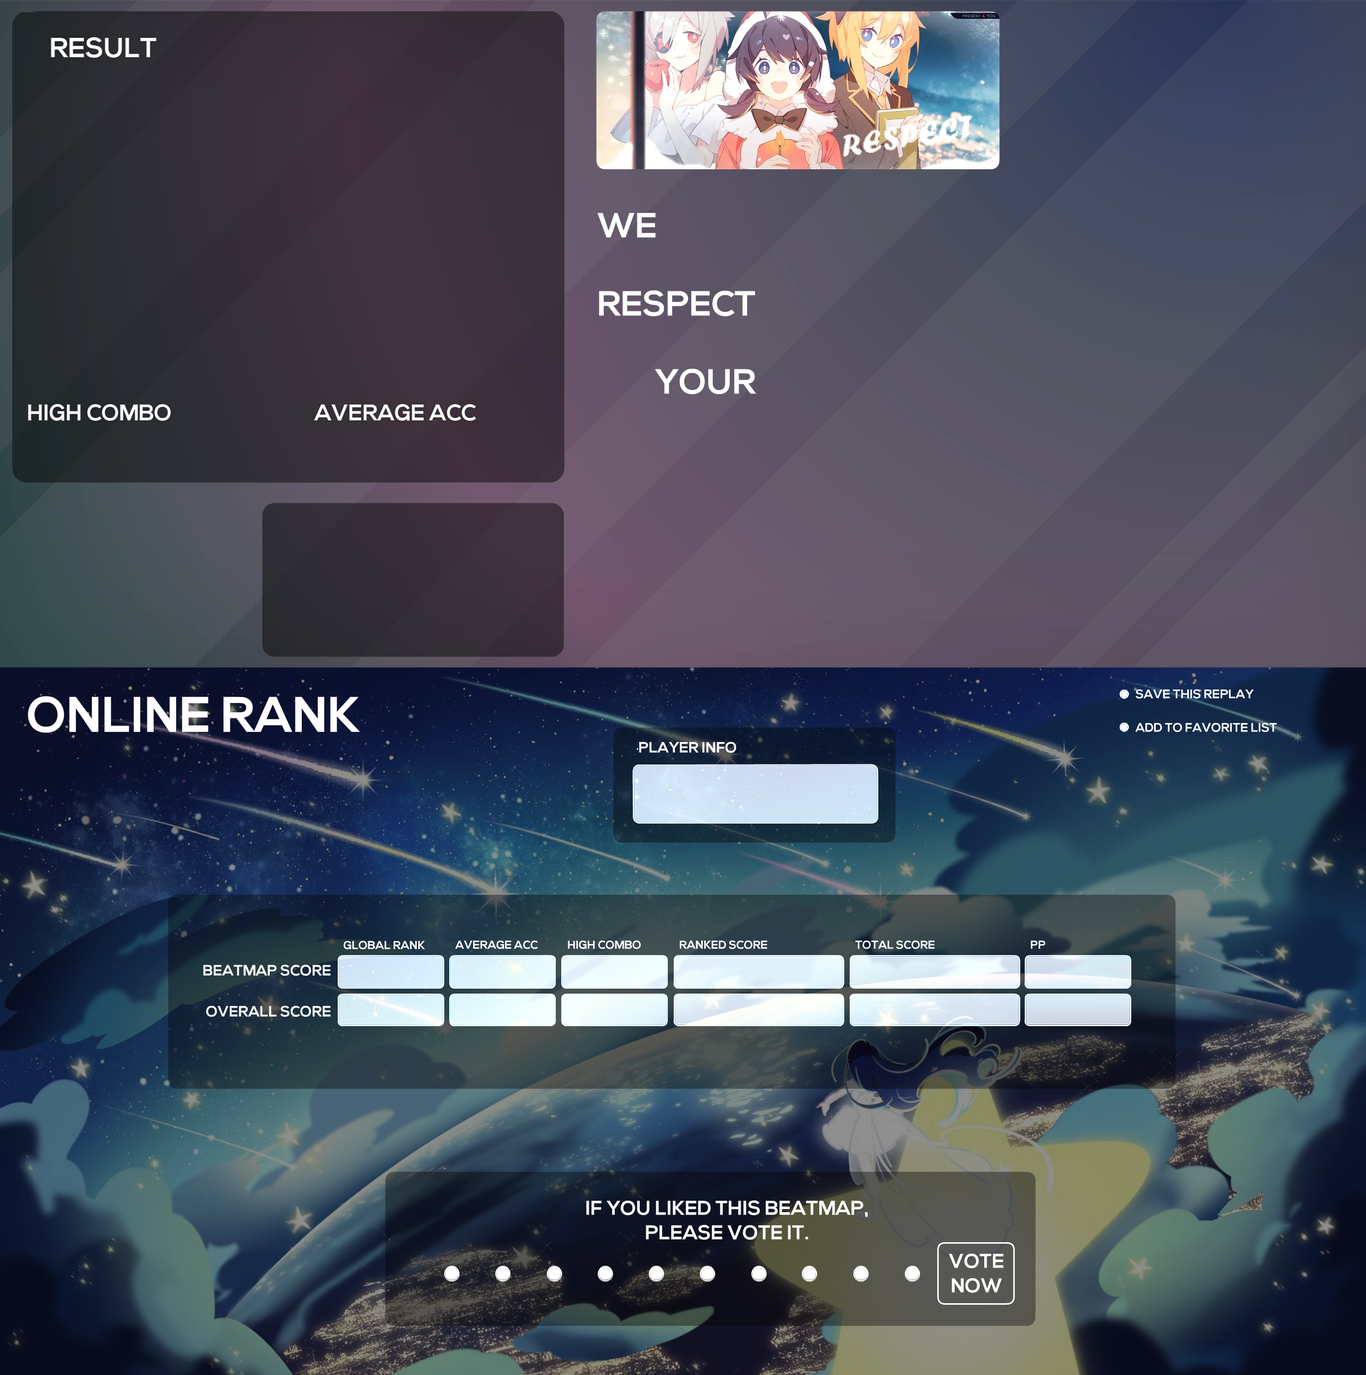 RESULT
HIGH COMBO
AVERAGE ACC
PRESENT & YOU
RESPECT
WE
RESPECT
YOUR
ONLINE RANK
SAVE THIS REPLAY
ADD TO FAVORITE LIST
PLAYER INFO
GLOBAL RANK AVERAGE ACC HIGH COMBO RANKED SCORE TOTAL SCORE PP
BEATMAP SCORE
OVERALL SCORE
IF YOU LIKED THIS BEATMAP,
PLEASE VOTE IT.
VOTE
NOW